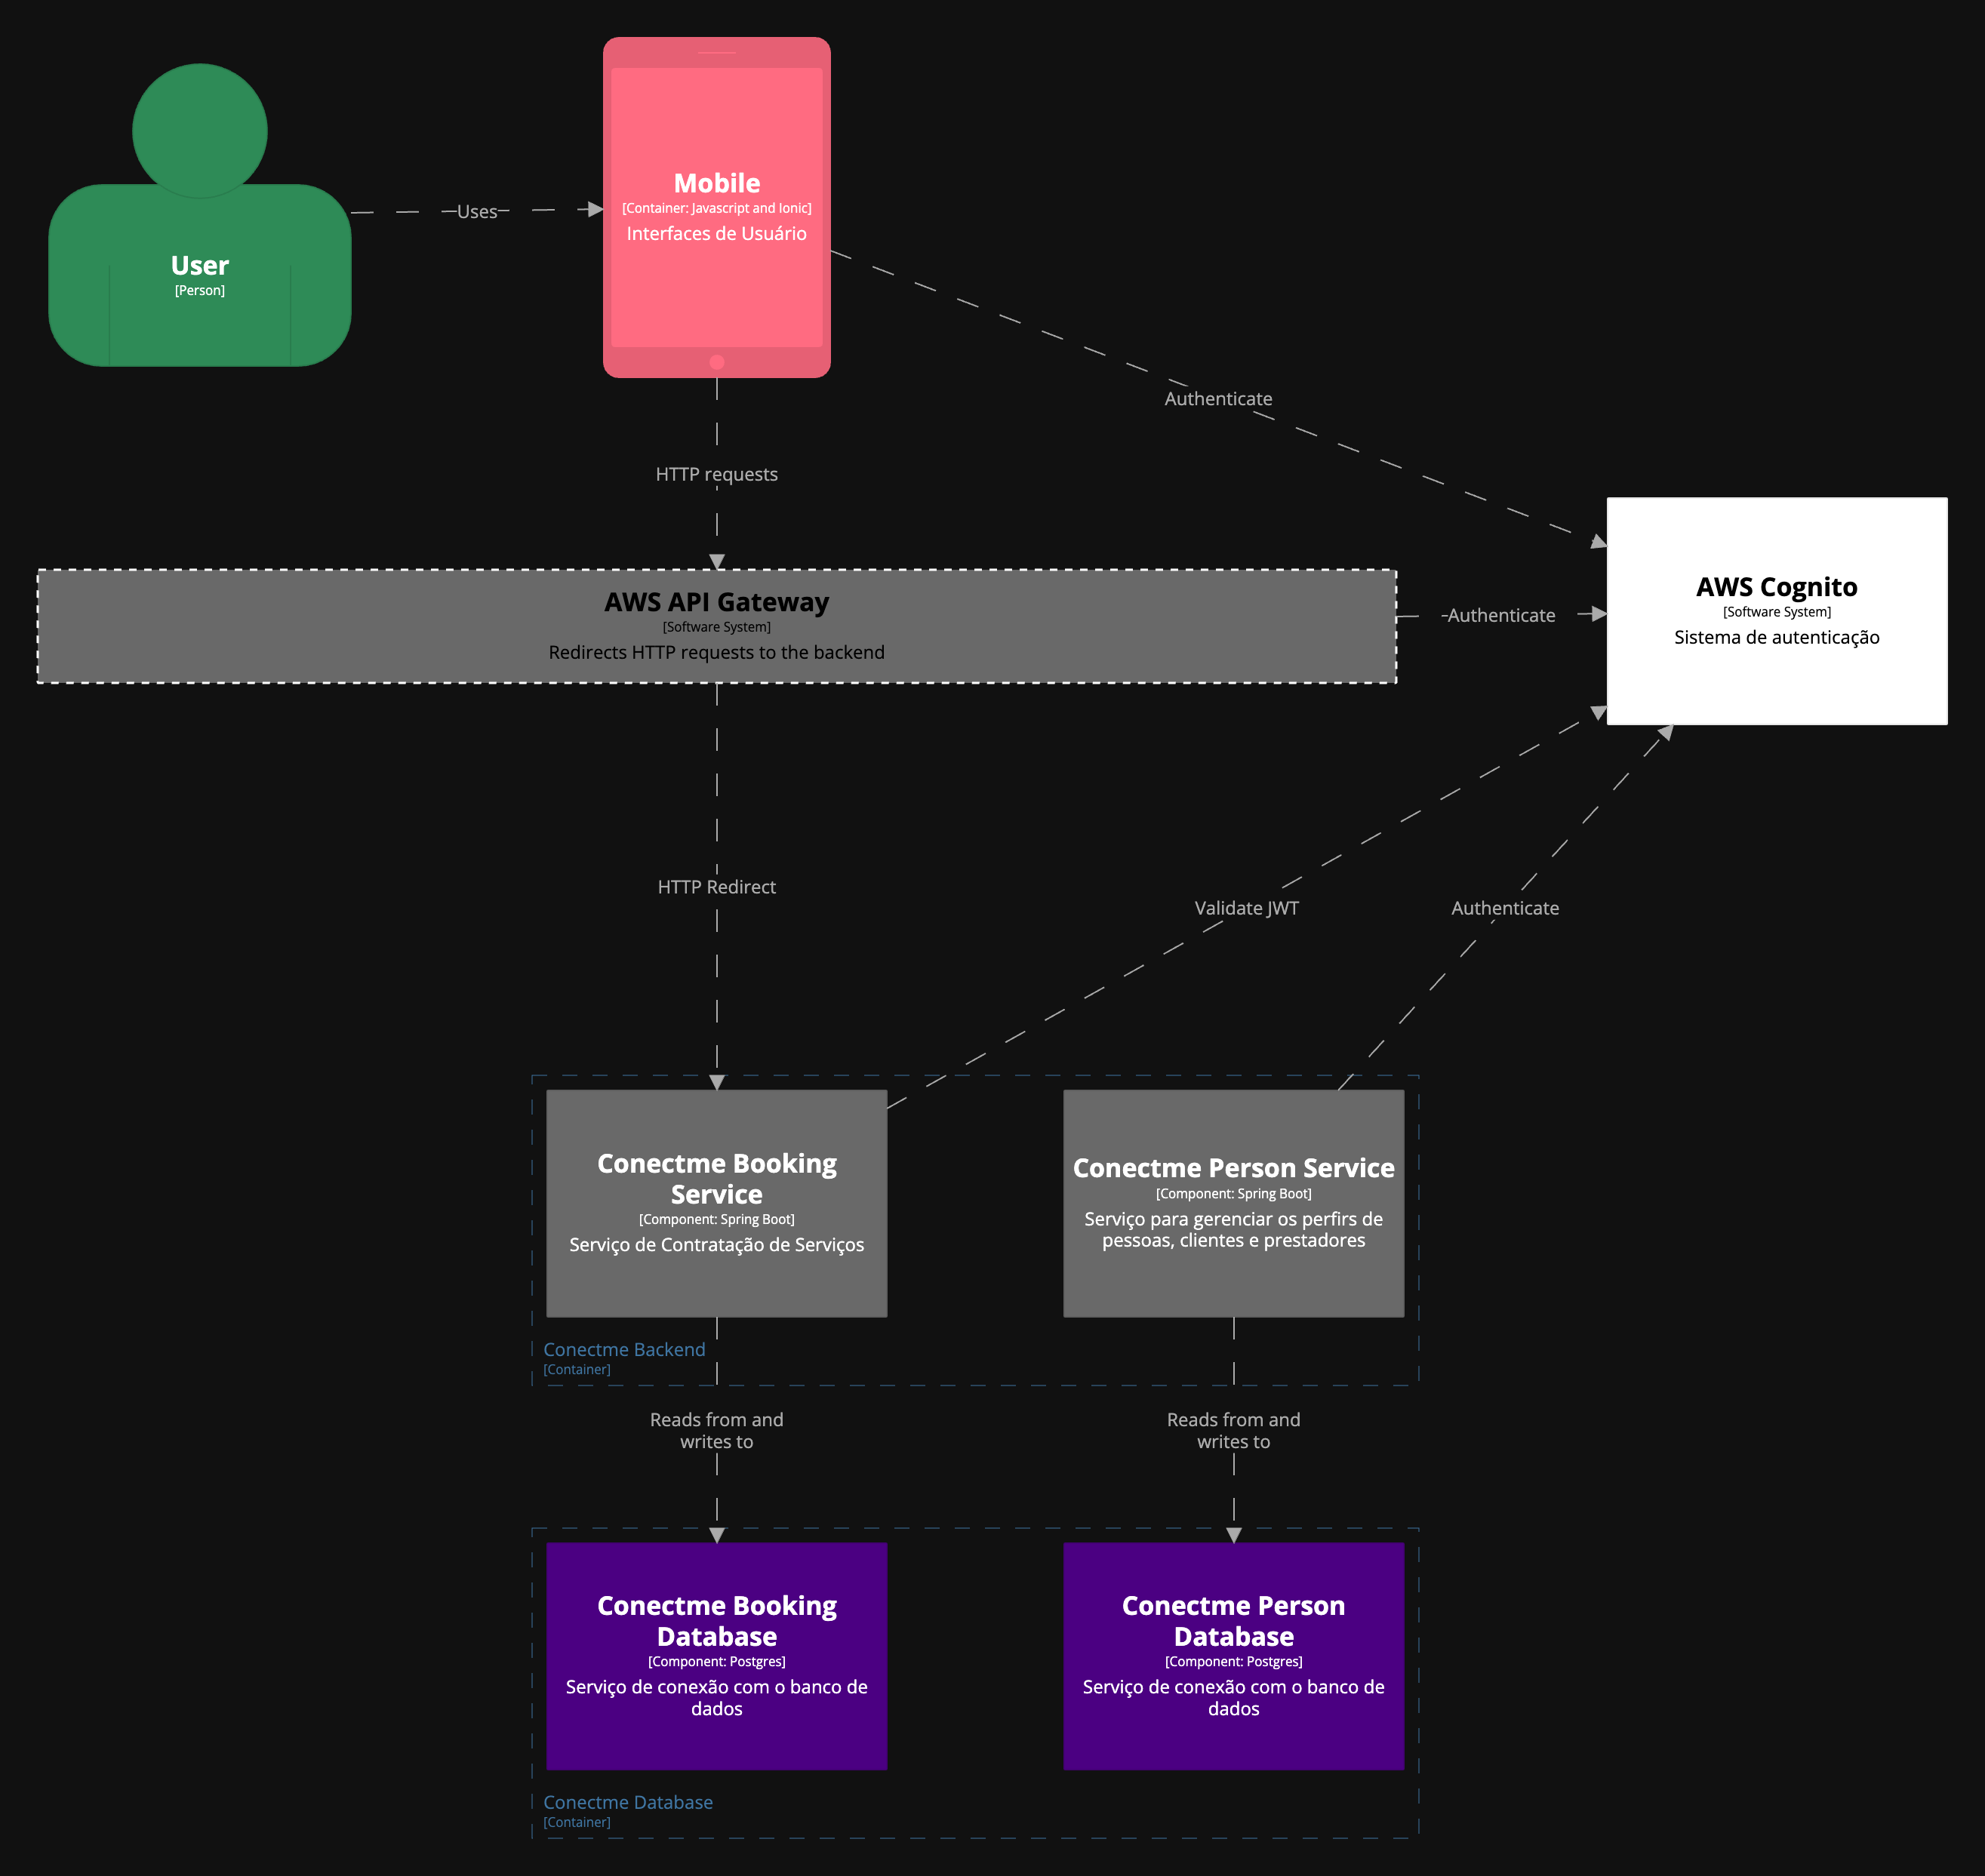 User
[Person]
Uses
Mobile
[Container: Javascript and Ionic]
Interfaces de Usuário
Authenticate
HTTP requests
AWS API Gateway
[Software System]
Redirects HTTP requests to the backend
Authenticate
AWS Cognito
[Software System]
Sistema de autenticação
HTTP Redirect
Validate JWT
Authenticate
Conectme Booking
Service
[Component: Spring Boot]
Serviço de Contratação de Serviços
Conectme Person Service
[Component: Spring Boot]
Serviço para gerenciar os perfirs de
pessoas, clientes e prestadores
Conectme Backend
[Container]
Reads from and
writes to
Reads from and
writes to
Conectme Booking
Database
[Component: Postgres]
Serviço de conexão com o banco de
dados
Conectme Person
Database
[Component: Postgres]
Serviço de conexão com o banco de
dados
Conectme Database
[Container]